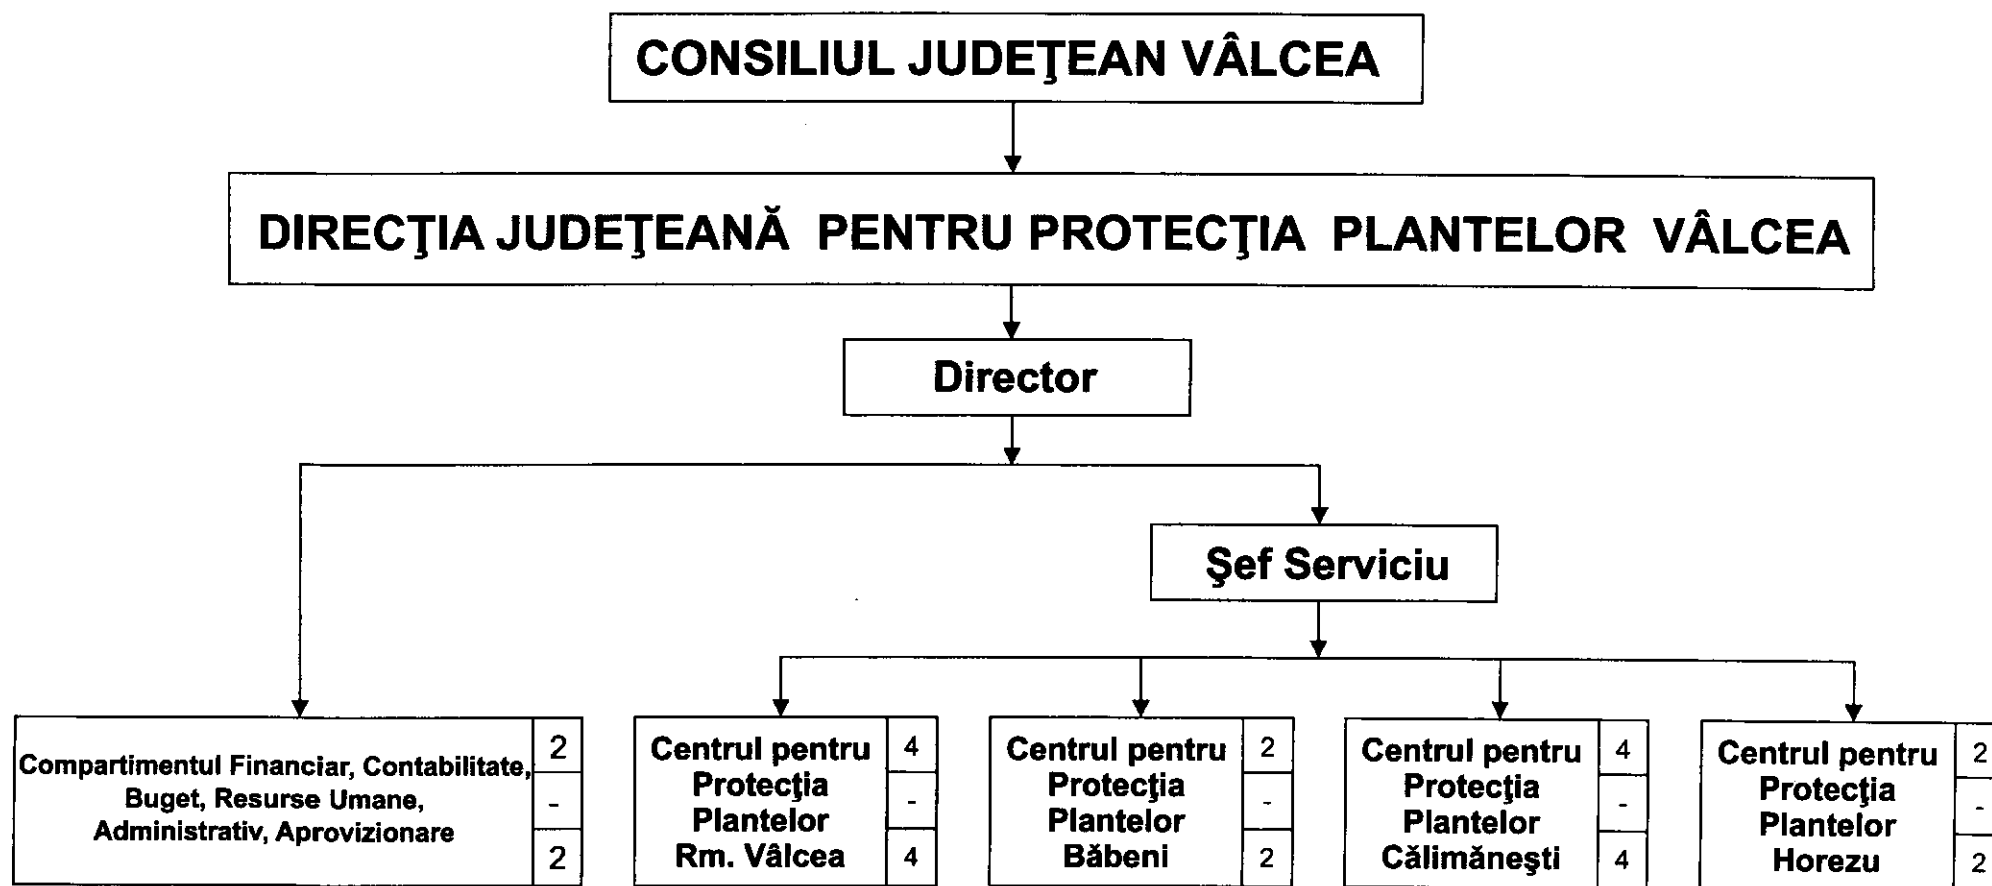 CONSILIUL JUDEŢEAN VÂLCEA
DIRECŢIA JUDEŢEANĂ PENTRU PROTECŢIA PLANTELOR VÂLCEA
Director
Şef Serviciu
Compartimentul Financiar, Contabilitate,
Buget, Resurse Umane,
Administrativ, Aprovizionare
2
-
2
Centrul pentru
Protecţia
Plantelor
Rm. Vâlcea
4
-
4
Centrul pentru
Protecţia
Plantelor
Băbeni
2
-
2
Centrul pentru
Protecţia
Plantelor
Călimăneşti
4
-
4
Centrul pentru
Protecţia
Plantelor
Horezu
2
-
2